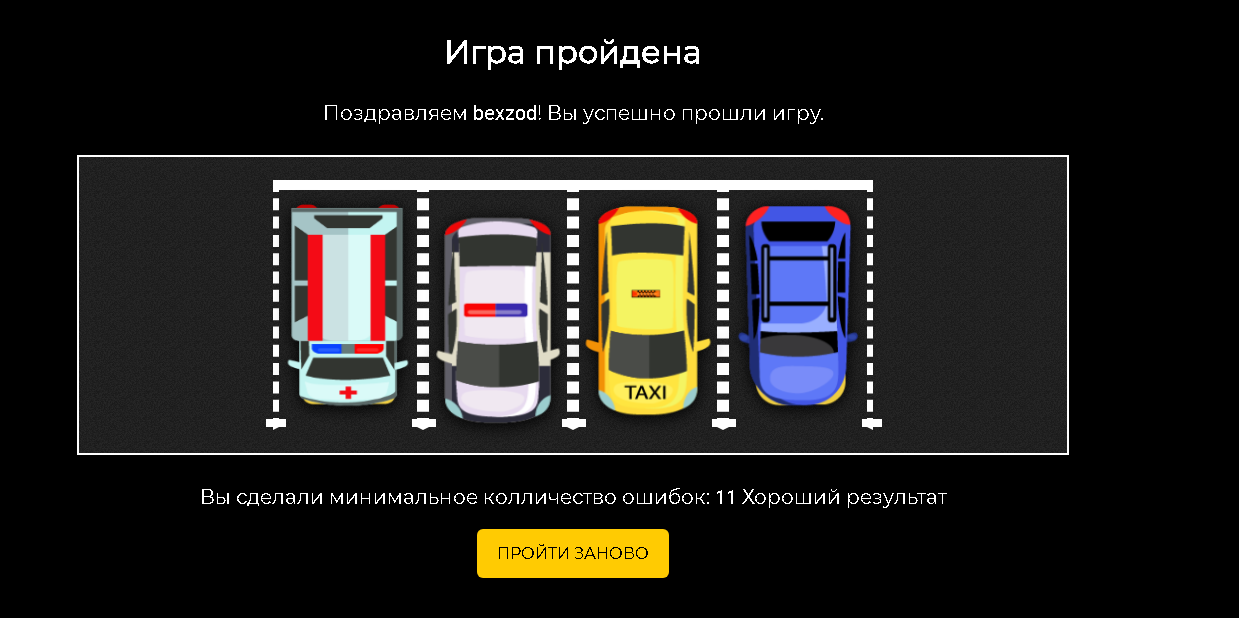 Игра пройдена
Поздравляем bexzod! Вы успешно прошли игру.
TAXI
Вы сделали минимальное колличество ошибок: 11 Хороший результат
ПРОЙТИ ЗАНОВО